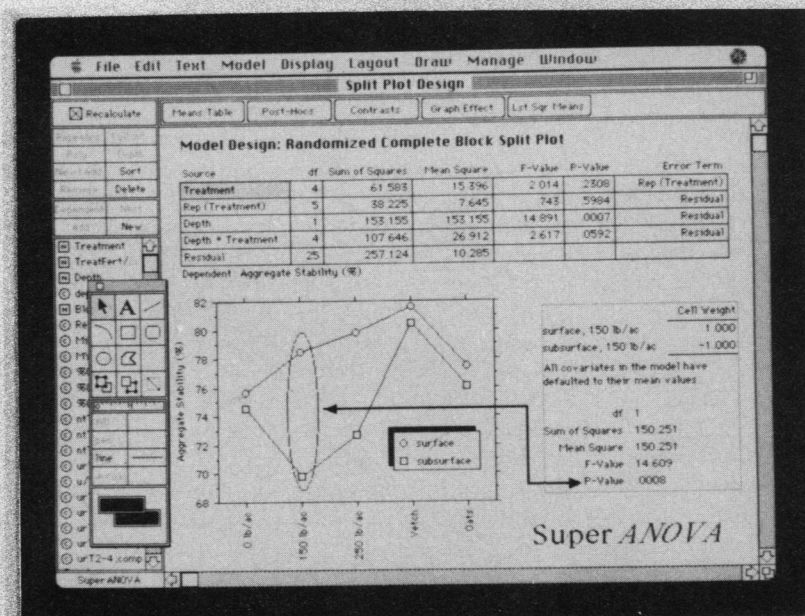 File Edit Text Model Display Layout Draw Manage Window
Split Plot Design
Recalculate Means Table Post-Hocs Contrasts Graph Effect Lst Sqr Means
Sort
Delete
New
Treatment
TreatFert/
Depth
Model Design: Randomized Complete Block Split Plot
Source df Sum of Squares Mean Square F-Value P-Value Error Term
Treatment 4 61.583 15.396 2.014 .2308 Rep (Treatment)
Rep (Treatment) 5 38.225 7.645 .743 .5984 Residual
Depth 1 153.155 153.155 14.891 .0007 Residual
Depth * Treatment 4 107.646 26.912 2.617 .0592 Residual
Residual 25 257.124 10.285
Dependent: Aggregate Stability (%)
A
Aggregate Stability (%)
82
80
78
76
74
72
70
68
0 lb/ac
150 lb/ac
250 lb/ac
Vetch
Oats
surface
subsurface
Cell Weight
surface, 150 lb/ac 1.000
subsurface, 150 lb/ac -1.000
All covariates in the model have
defaulted to their mean values
df 1
Sum of Squares 150.251
Mean Square 150.251
F-Value 14.609
P-Value .0008
Super ANOVA
urT2-4.comp
SuperANOVA